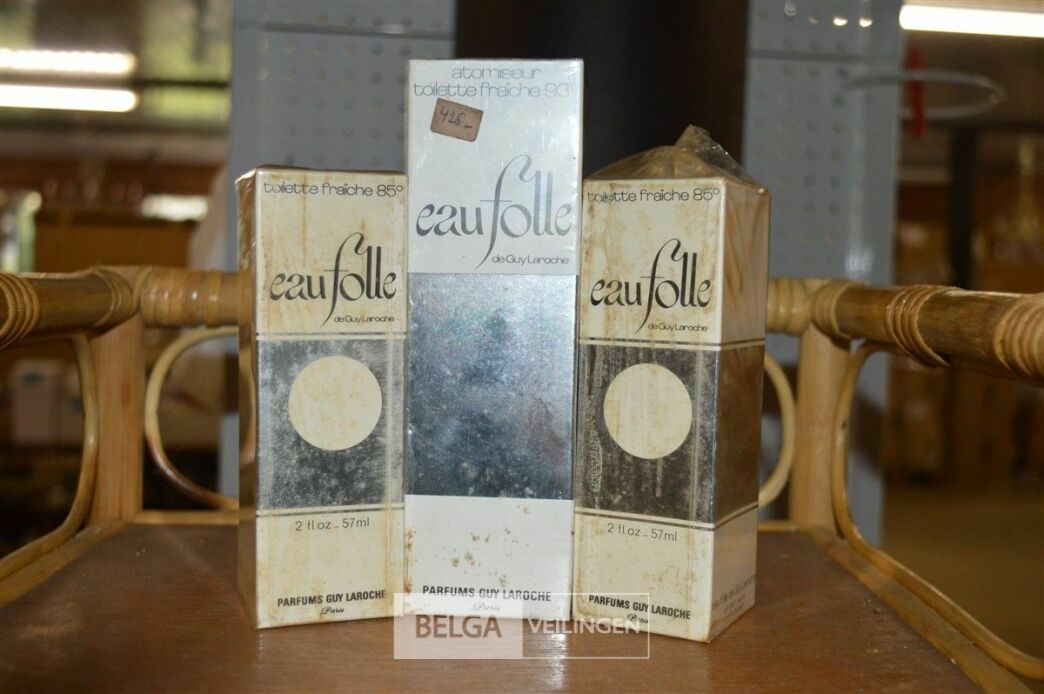 toilette fraîche 85°
eau folle
de Guy Laroche
2 fl.oz - 57ml
PARFUMS GUY LAROCHE
Paris
atomiseur
toilette fraîche 93°
425.-
eau folle
de Guy Laroche
PARFUMS GUY LAROCHE
Paris
toilette fraîche 85°
eau folle
de Guy Laroche
2 fl.oz - 57ml
PARFUMS GUY LAROCHE
Paris
BELGA VEILINGEN